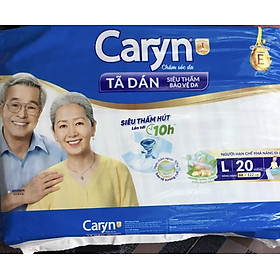 Caryn
Chăm sóc da
E
TÃ DÁN
SIÊU THẤM
BẢO VỆ DA
SIÊU THẤM HÚT
Lên tới 10h
NGƯỜI HẠN CHẾ KHẢ NĂNG ĐI
L 20
Caryn